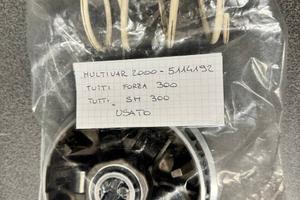 MULTIVAR 2000 - 5114192
TUTTI FORZA 300
TUTTI SH 300
USATO